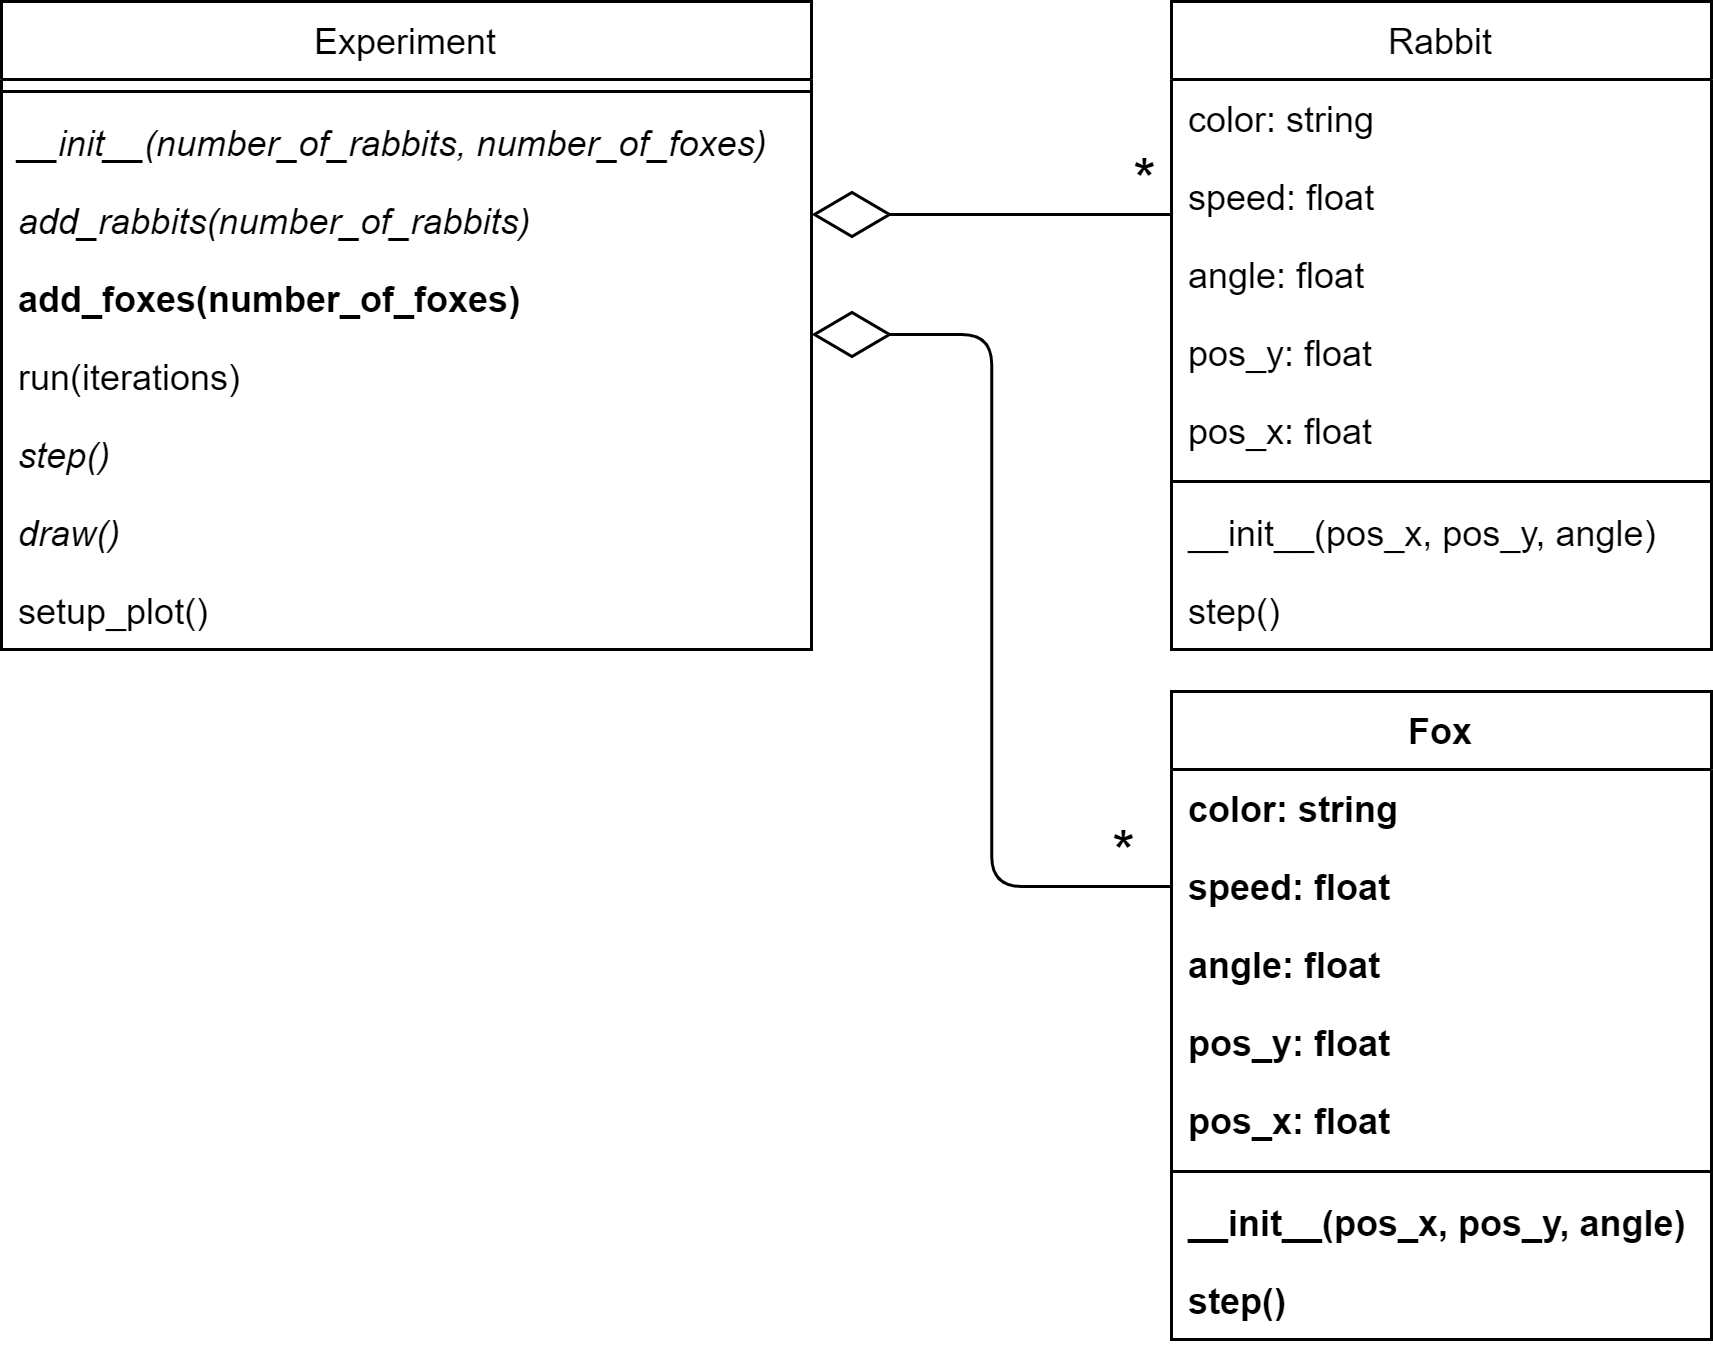 Experiment
__init__(number_of_rabbits, number_of_foxes)
add_rabbits(number_of_rabbits)
add_foxes(number_of_foxes)
run(iterations)
step()
draw()
setup_plot()
*
Rabbit
color: string
speed: float
angle: float
pos_y: float
pos_x: float
__init__(pos_x, pos_y, angle)
step()
*
Fox
color: string
speed: float
angle: float
pos_y: float
pos_x: float
__init__(pos_x, pos_y, angle)
step()